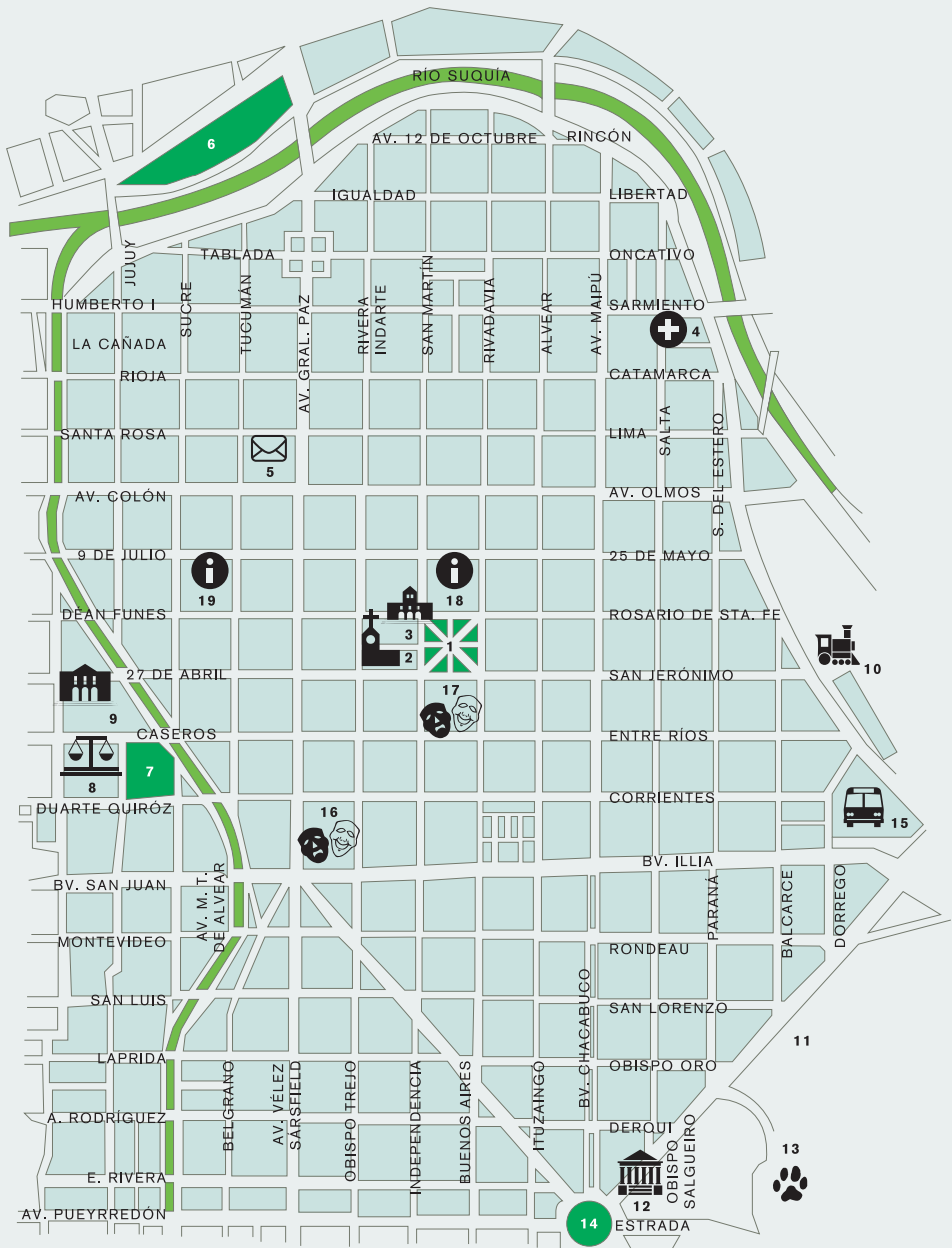 RÍO SUQUÍA
AV. 12 DE OCTUBRE
RINCÓN
6
IGUALDAD
LIBERTAD
JUJUY
TABLADA
ONCATIVO
SUCRE
TUCUMÁN
AV. GRAL. PAZ
RIVERA
INDARTE
SAN MARTÍN
RIVADAVIA
ALVEAR
AV. MAIPÚ
HUMBERTO I
SARMIENTO
4
LA CAÑADA
RIOJA
CATAMARCA
SANTA ROSA
LIMA
SALTA
S. DEL ESTERO
5
AV. COLÓN
AV. OLMOS
9 DE JULIO
25 DE MAYO
19
18
DEÁN FUNES
ROSARIO DE STA. FE
3
1
2
10
27 DE ABRIL
SAN JERÓNIMO
17
9
CASEROS
ENTRE RÍOS
7
8
DUARTE QUIRÓZ
CORRIENTES
16
15
BV. ILLIA
BV. SAN JUAN
AV. M. T.
DE ALVEAR
PARANÁ
BALCARCE
DORREGO
MONTEVIDEO
RONDEAU
SAN LUIS
BV. CHACABUCO
SAN LORENZO
11
LAPRIDA
OBISPO ORO
BELGRANO
AV. VÉLEZ
SÁRSFIELD
OBISPO TREJO
INDEPENDENCIA
BUENOS AIRES
ITUZAINGO
A. RODRÍGUEZ
DERQUI
OBISPO
SALGUEIRO
13
E. RIVERA
12
AV. PUEYRREDÓN
14
ESTRADA